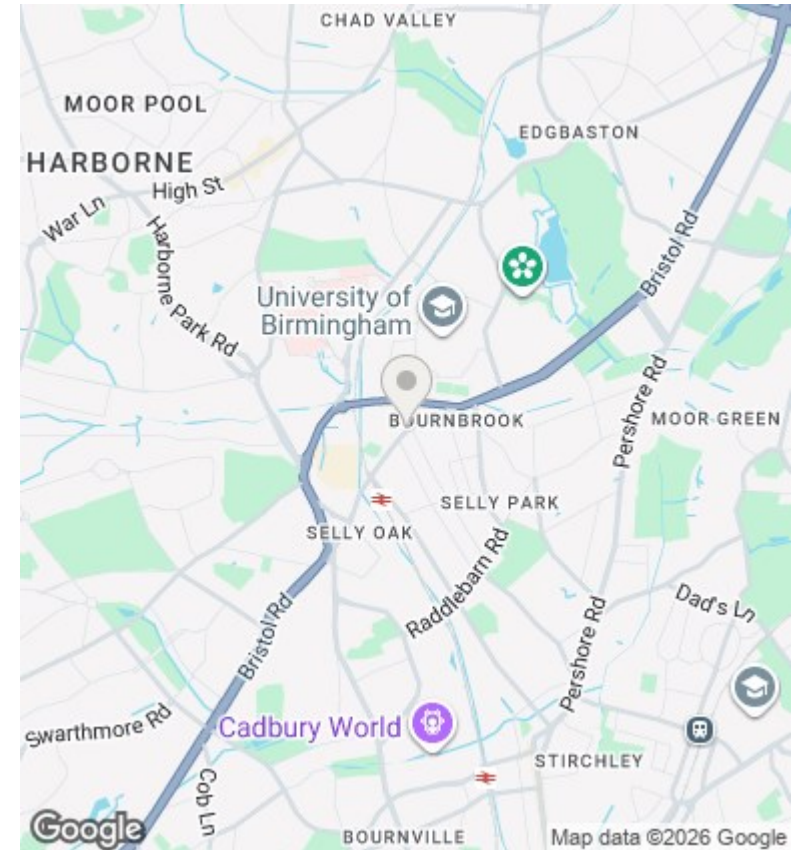 CHAD VALLEY
MOOR POOL
EDGBASTON
HARBORNE
High St
War Ln
Harborne Park Rd
Bristol Rd
University of
Birmingham
Pershore Rd
BOURNBROOK
MOOR GREEN
SELLY PARK
SELLY OAK
Raddlebarn Rd
Dad's Ln
Bristol Rd
Pershore Rd
Swarthmore Rd
Cadbury World
Cob Ln
STIRCHLEY
BOURNVILLE
Google
Map data ©2026 Google